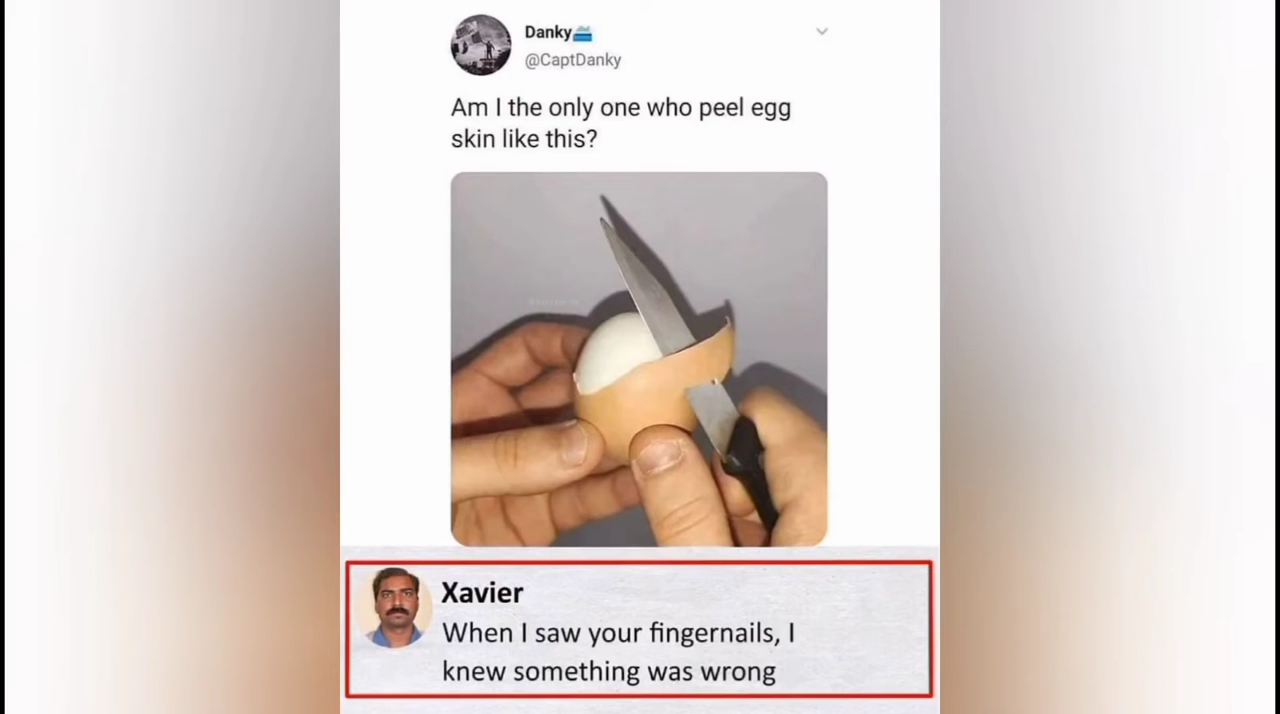 Danky
@CaptDanky
Am I the only one who peel egg
skin like this?
Xavier
When I saw your fingernails, I
knew something was wrong